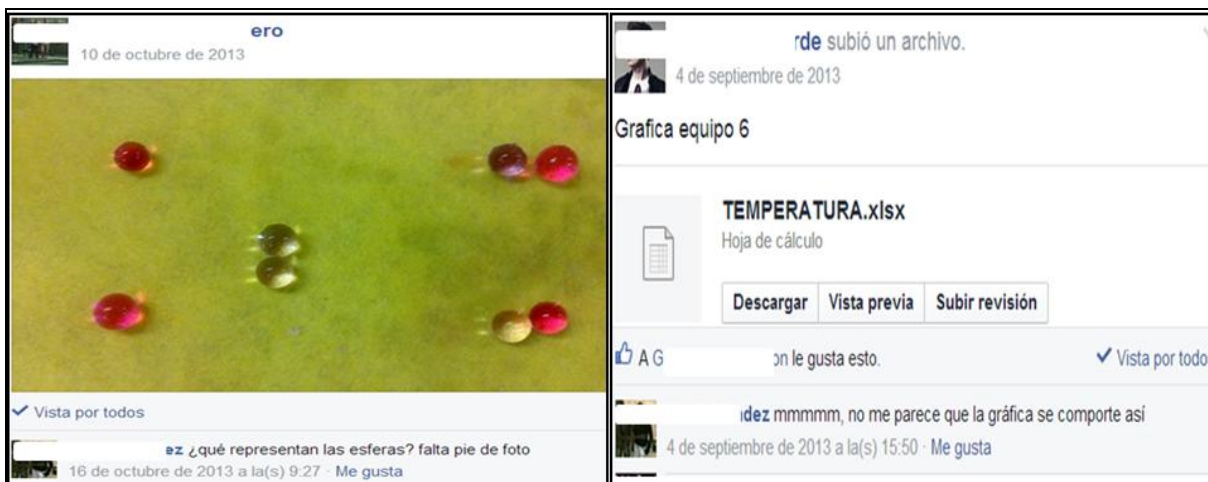 ero
10 de octubre de 2013
Vista por todos
ez ¿qué representan las esferas? falta pie de foto
16 de octubre de 2013 a la(s) 9:27 · Me gusta
rde subió un archivo.
4 de septiembre de 2013
Grafica equipo 6
TEMPERATURA.xlsx
Hoja de cálculo
Descargar Vista previa Subir revisión
A G on le gusta esto. Vista por todo
dez mmmmm, no me parece que la gráfica se comporte así
4 de septiembre de 2013 a la(s) 15:50 · Me gusta